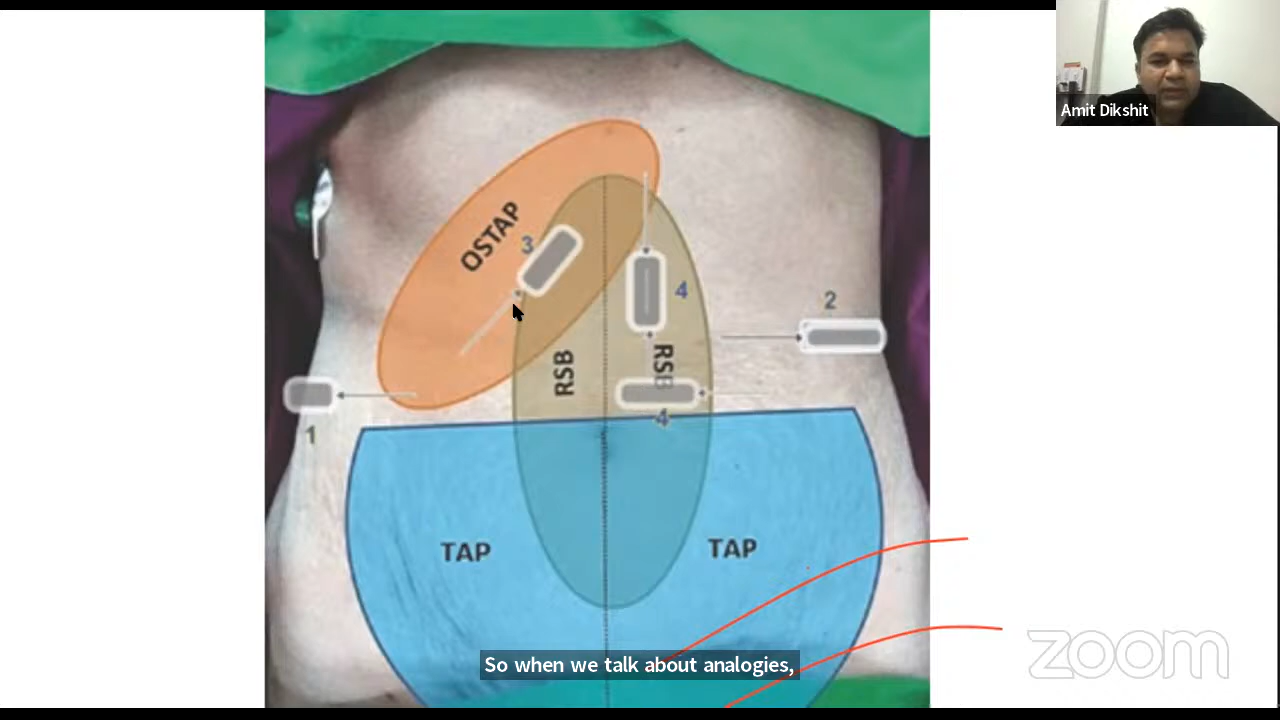 Amit Dikshit
OSTAP
3
4
2
RSB
RSB
1
4
TAP
TAP
So when we talk about analogies,
zoom